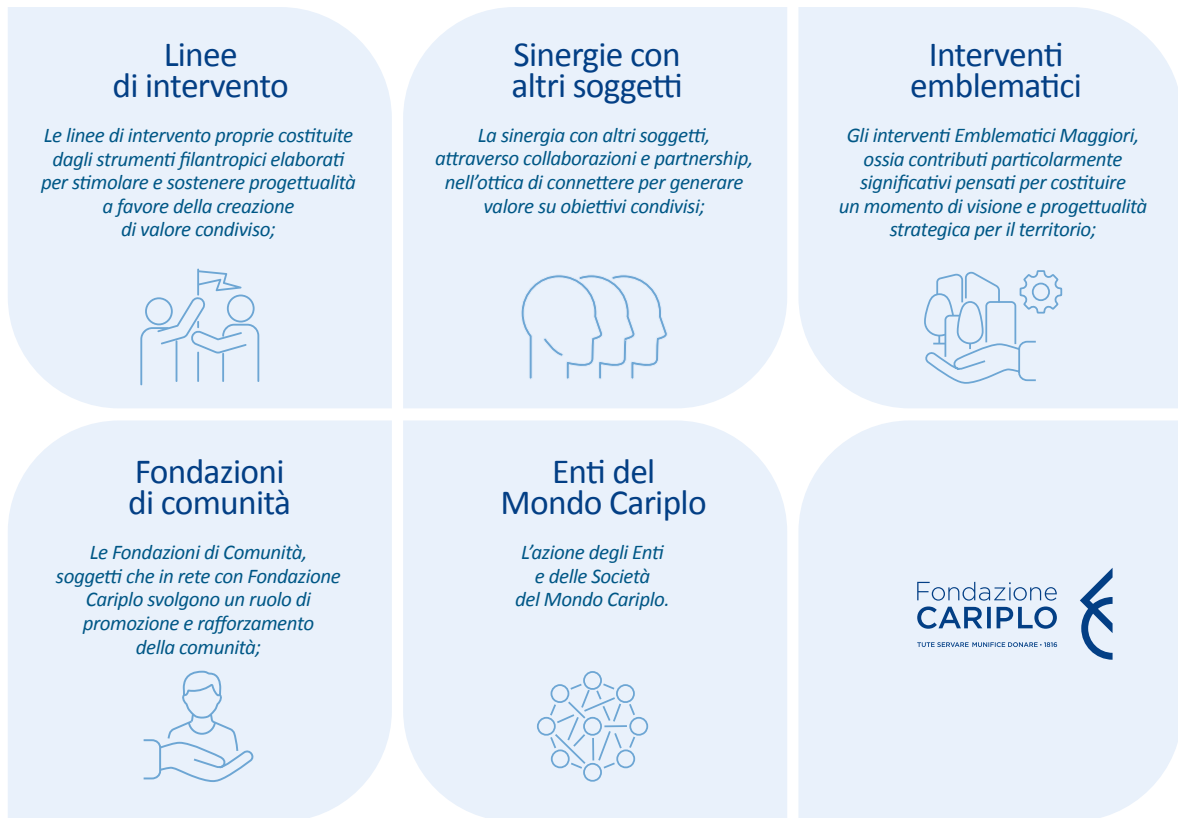 Linee
di intervento
Le linee di intervento proprie costituite
dagli strumenti filantropici elaborati
per stimolare e sostenere progettualità
a favore della creazione
di valore condiviso;
Sinergie con
altri soggetti
La sinergia con altri soggetti,
attraverso collaborazioni e partnership,
nell’ottica di connettere per generare
valore su obiettivi condivisi;
Interventi
emblematici
Gli interventi Emblematici Maggiori,
ossia contributi particolarmente
significativi pensati per costituire
un momento di visione e progettualità
strategica per il territorio;
Fondazioni
di comunità
Le Fondazioni di Comunità,
soggetti che in rete con Fondazione
Cariplo svolgono un ruolo di
promozione e rafforzamento
della comunità;
Enti del
Mondo Cariplo
L’azione degli Enti
e delle Società
del Mondo Cariplo.
Fondazione
CARIPLO
TUTE SERVARE MUNIFICE DONARE • 1816